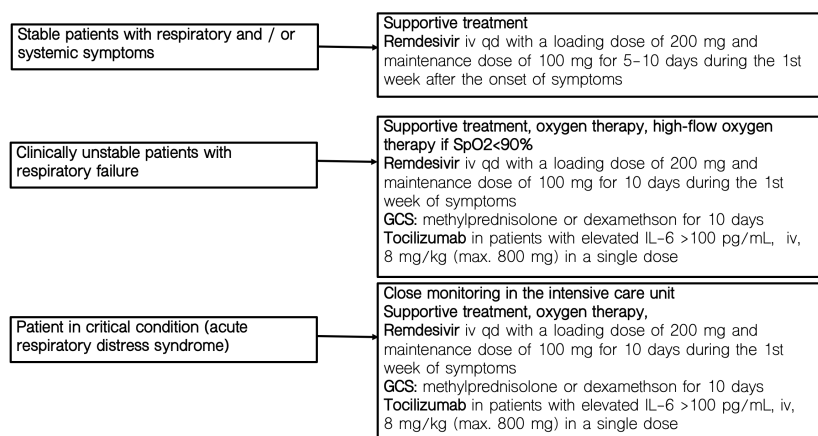 Stable patients with respiratory and / or
systemic symptoms
Supportive treatment
Remdesivir iv qd with a loading dose of 200 mg and
maintenance dose of 100 mg for 5-10 days during the 1st
week after the onset of symptoms
Clinically unstable patients with
respiratory failure
Supportive treatment, oxygen therapy, high-flow oxygen
therapy if SpO2<90%
Remdesivir iv qd with a loading dose of 200 mg and
maintenance dose of 100 mg for 10 days during the 1st
week of symptoms
GCS: methylprednisolone or dexamethson for 10 days
Tocilizumab in patients with elevated IL-6 >100 pg/mL, iv,
8 mg/kg (max. 800 mg) in a single dose
Patient in critical condition (acute
respiratory distress syndrome)
Close monitoring in the intensive care unit
Supportive treatment, oxygen therapy,
Remdesivir iv qd with a loading dose of 200 mg and
maintenance dose of 100 mg for 10 days during the 1st
week of symptoms
GCS: methylprednisolone or dexamethson for 10 days
Tocilizumab in patients with elevated IL-6 >100 pg/mL, iv,
8 mg/kg (max. 800 mg) in a single dose